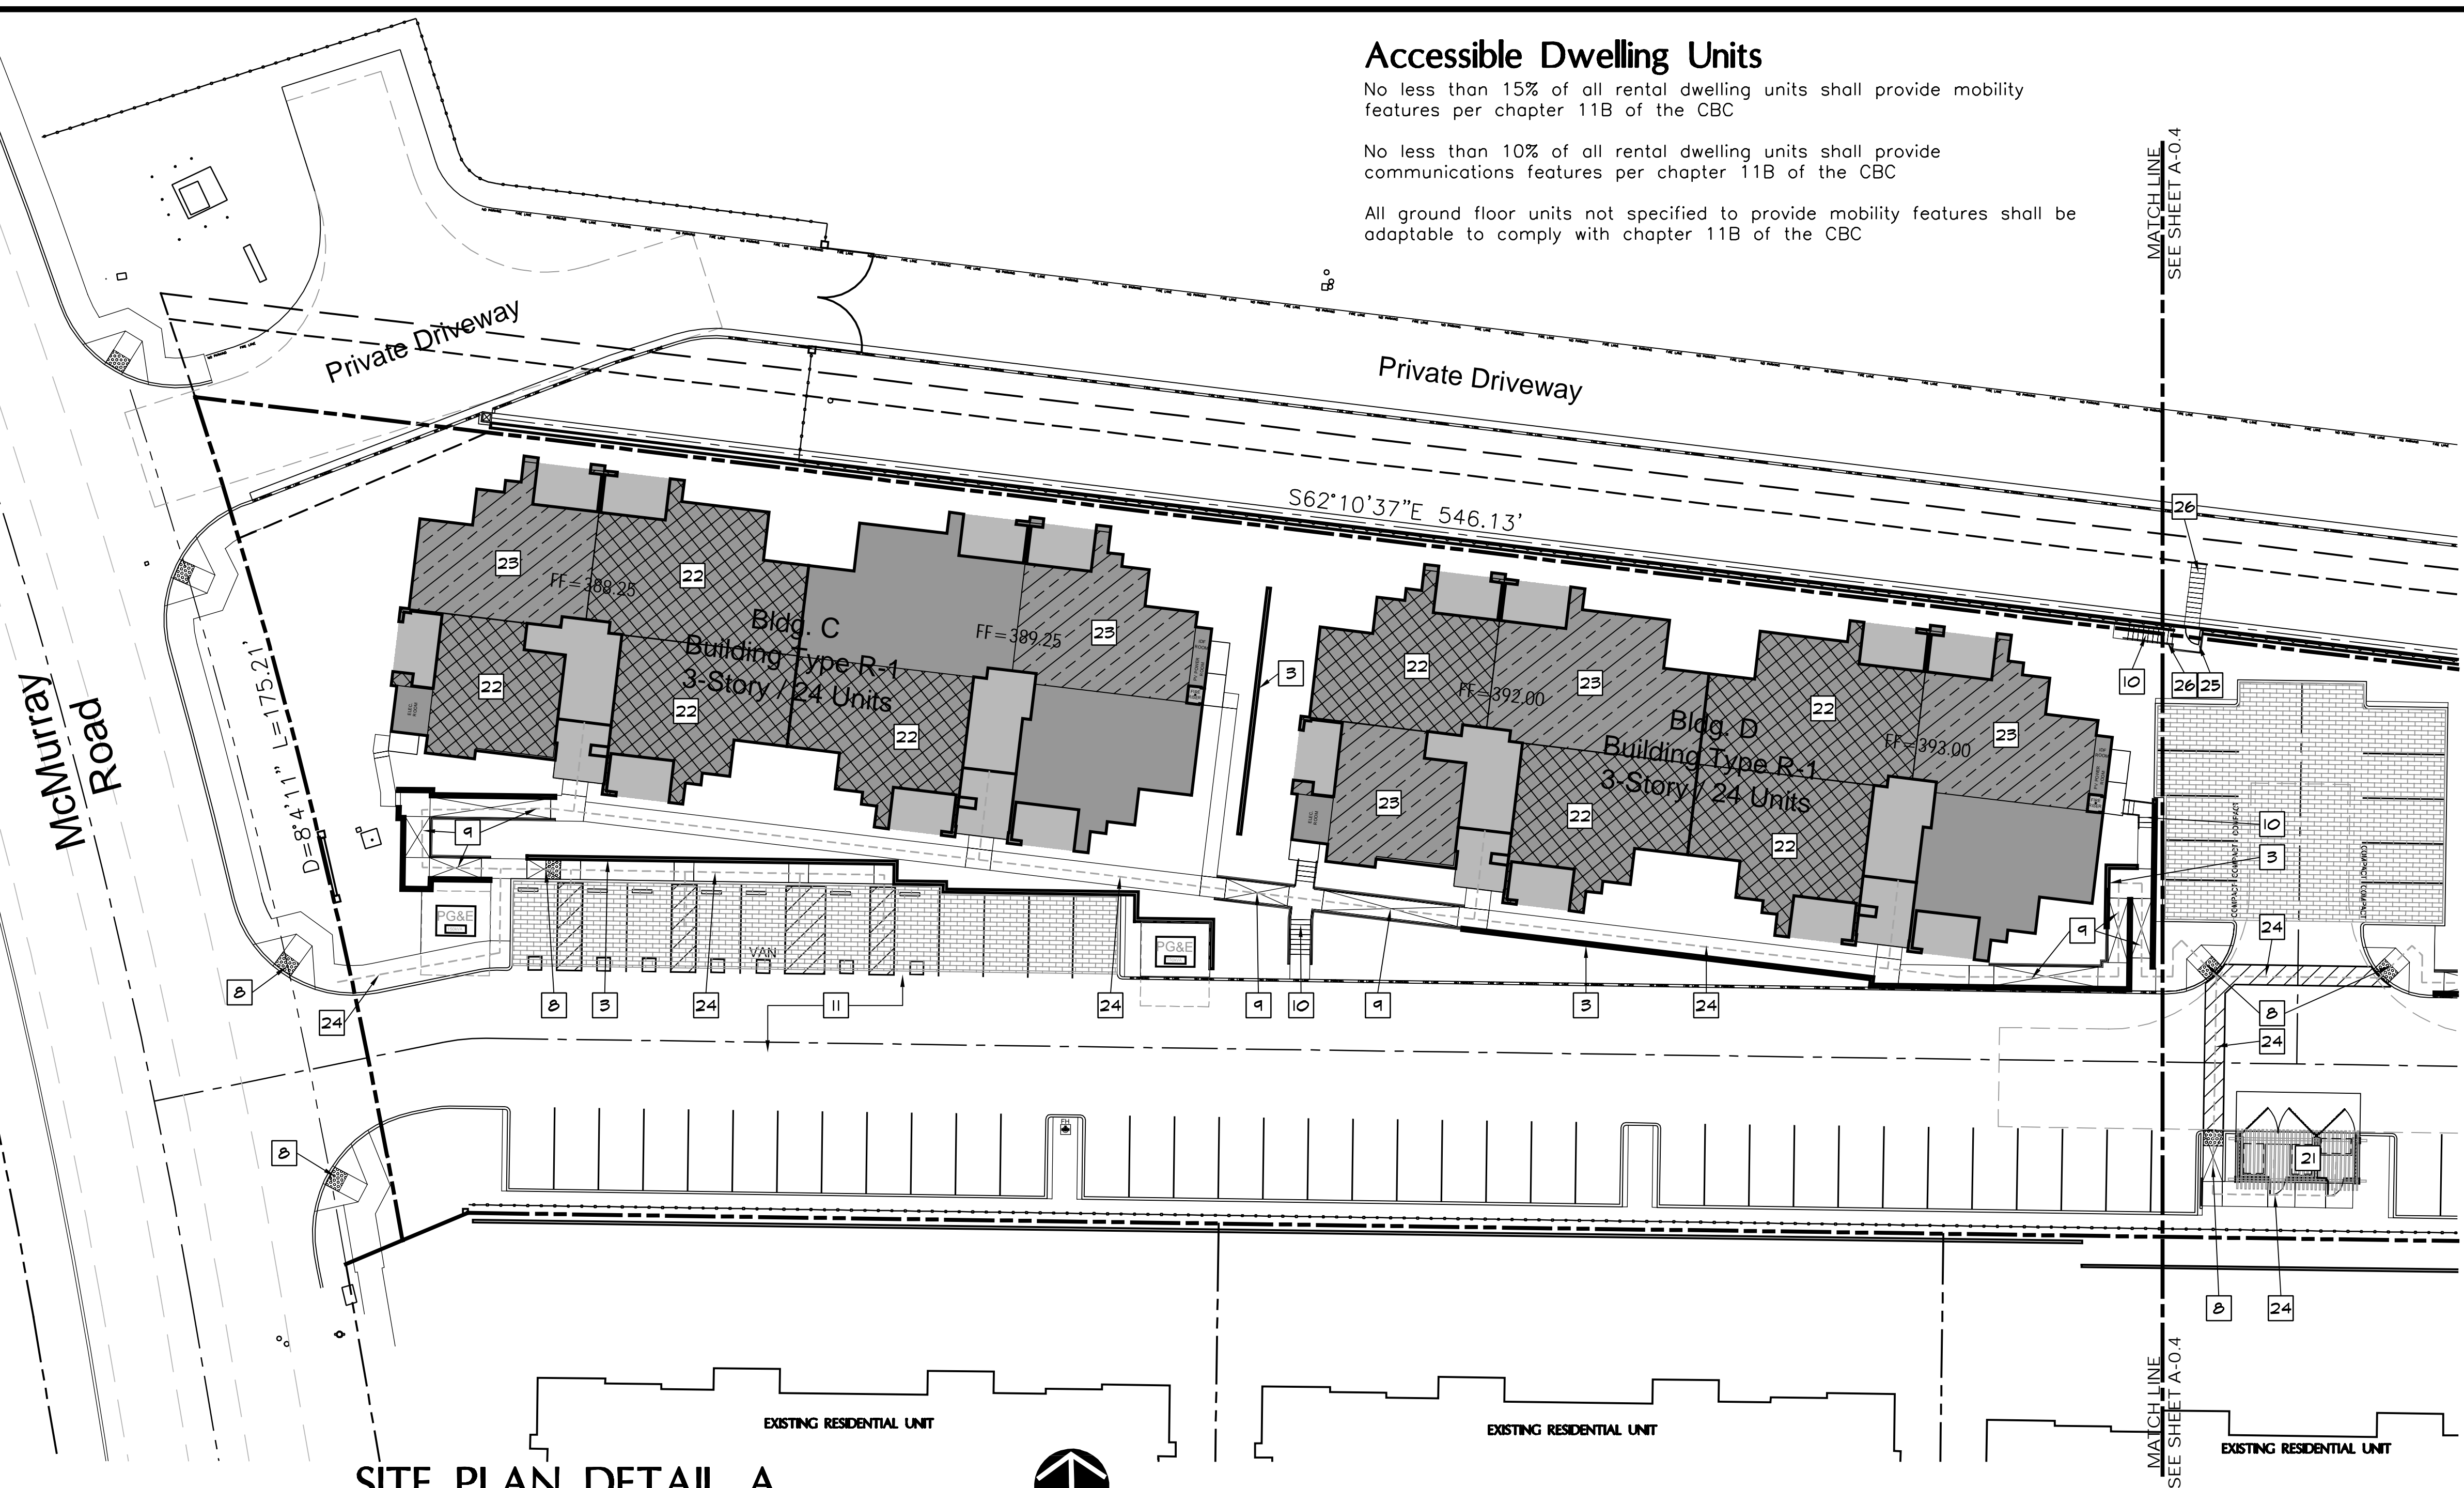 Accessible Dwelling Units
No less than 15% of all rental dwelling units shall provide mobility
features per chapter 11B of the CBC
No less than 10% of all rental dwelling units shall provide
communications features per chapter 11B of the CBC
All ground floor units not specified to provide mobility features shall be
adaptable to comply with chapter 11B of the CBC
MATCH LINE
SEE SHEET A-0.4
Private Driveway
Private Driveway
S62°10'37"E 546.13'
McMurray
Road
D=8°4'11" L=175.21'
23
FF=388.25
22
Bldg. C
Building Type R-1
3-Story / 24 Units
FF=389.25
23
22
22
22
ELEC.
ROOM
3
22
FF=392.00
23
Bldg. D
Building Type R-1
3-Story / 24 Units
22
FF=393.00
23
23
22
22
ELEC.
ROOM
26
10
26
25
10
3
COMPACT
COMPACT
COMPACT
COMPACT
24
9
9
PG&E
VAN
PG&E
8
24
8
3
24
11
24
9
10
9
3
24
8
24
8
FH
21
8
24
MATCH LINE
SEE SHEET A-0.4
EXISTING RESIDENTIAL UNIT
EXISTING RESIDENTIAL UNIT
EXISTING RESIDENTIAL UNIT
SITE PLAN DETAIL A